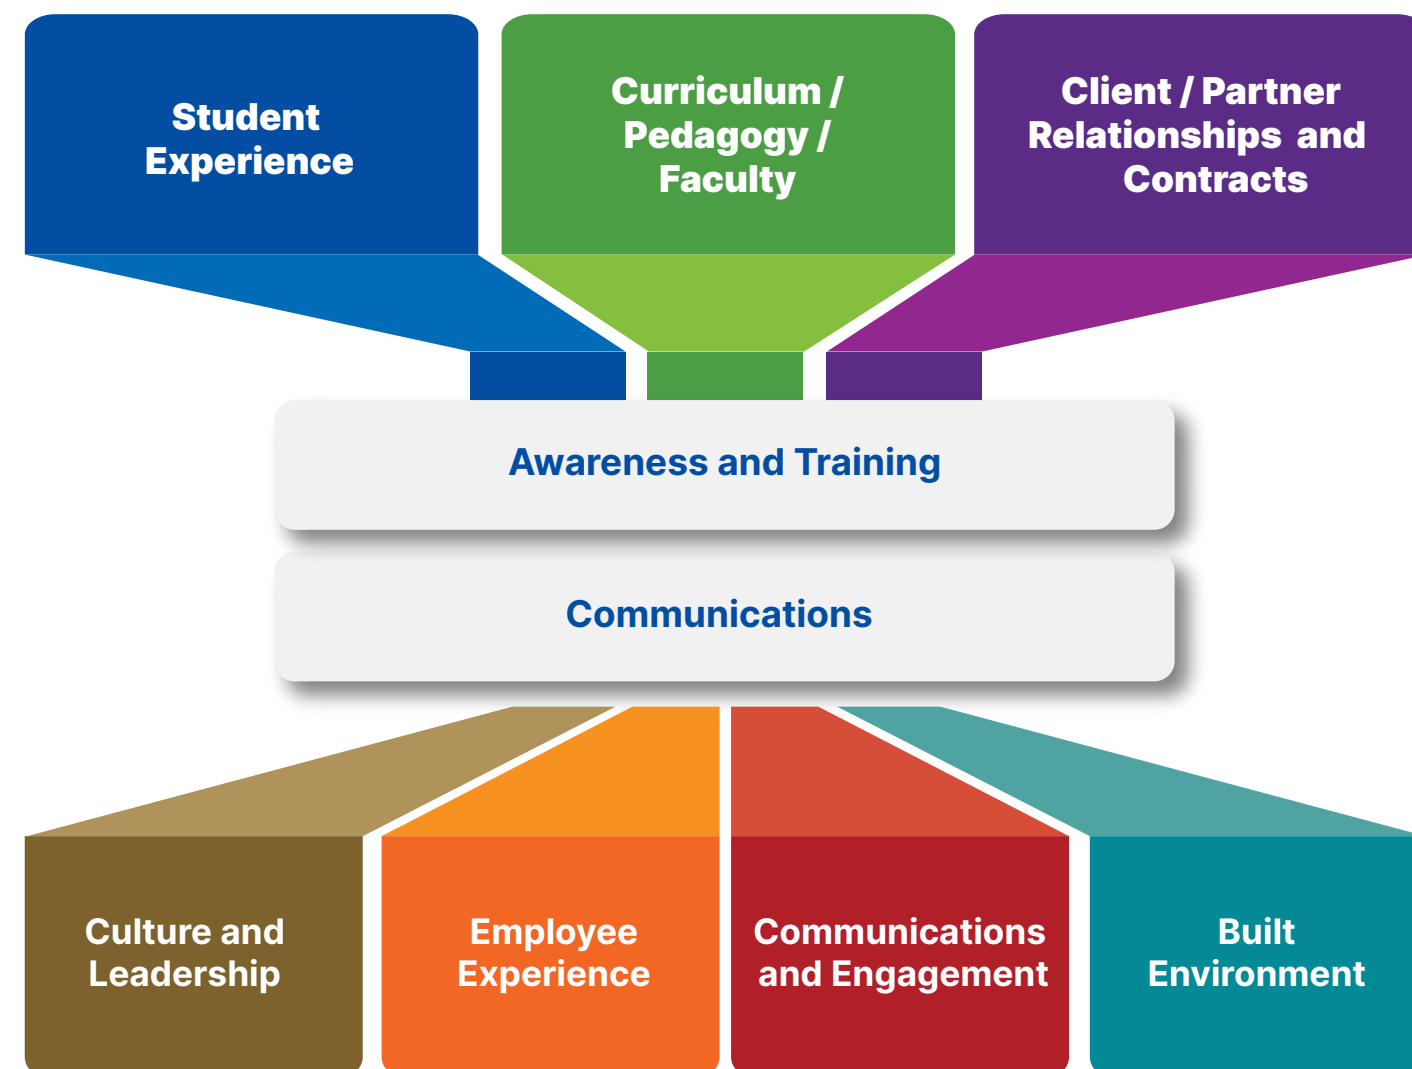 Student
Experience
Curriculum /
Pedagogy /
Faculty
Client / Partner
Relationships and
Contracts
Awareness and Training
Communications
Culture and
Leadership
Employee
Experience
Communications
and Engagement
Built
Environment